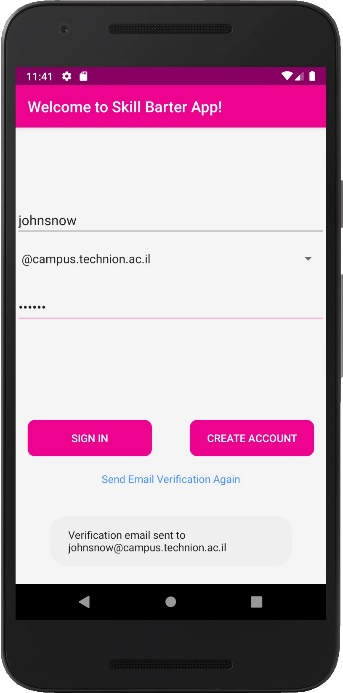 11:41
Welcome to Skill Barter App!
johnsnow
@campus.technion.ac.il
••••••
SIGN IN
CREATE ACCOUNT
Send Email Verification Again
Verification email sent to
johnsnow@campus.technion.ac.il